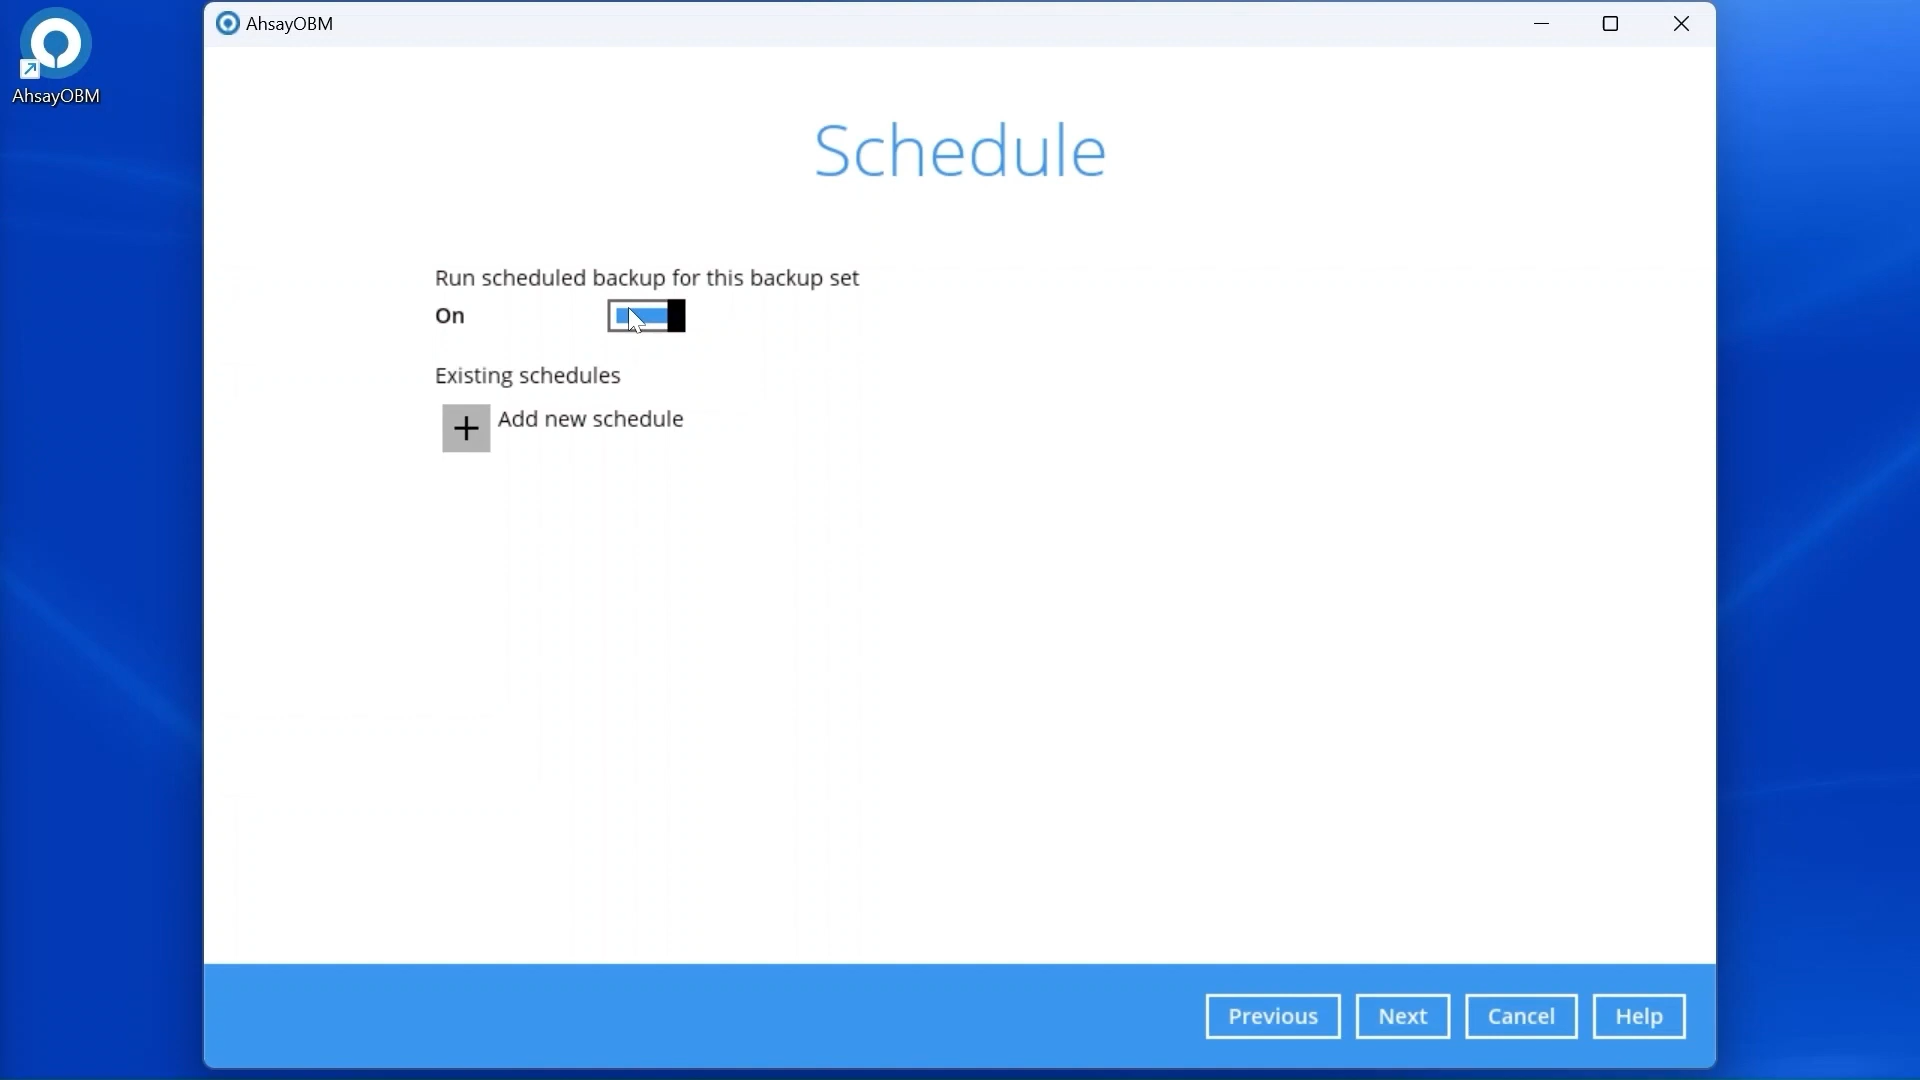 AhsayOBM
AhsayOBM
Schedule
Run scheduled backup for this backup set
On
Existing schedules
Add new schedule
Previous
Next
Cancel
Help